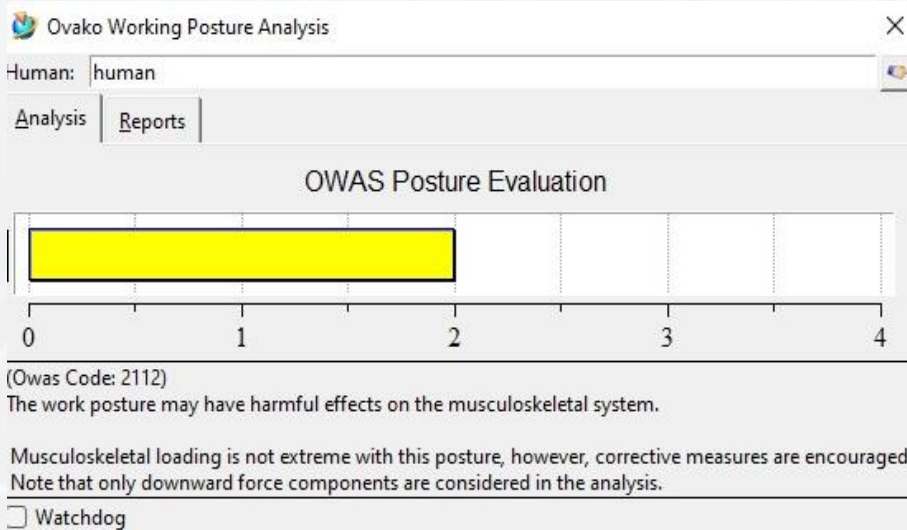 Ovako Working Posture Analysis
Human: human
Analysis Reports
OWAS Posture Evaluation
0 1 2 3 4
(Owas Code: 2112)
The work posture may have harmful effects on the musculoskeletal system.
Musculoskeletal loading is not extreme with this posture, however, corrective measures are encouraged
Note that only downward force components are considered in the analysis.
Watchdog